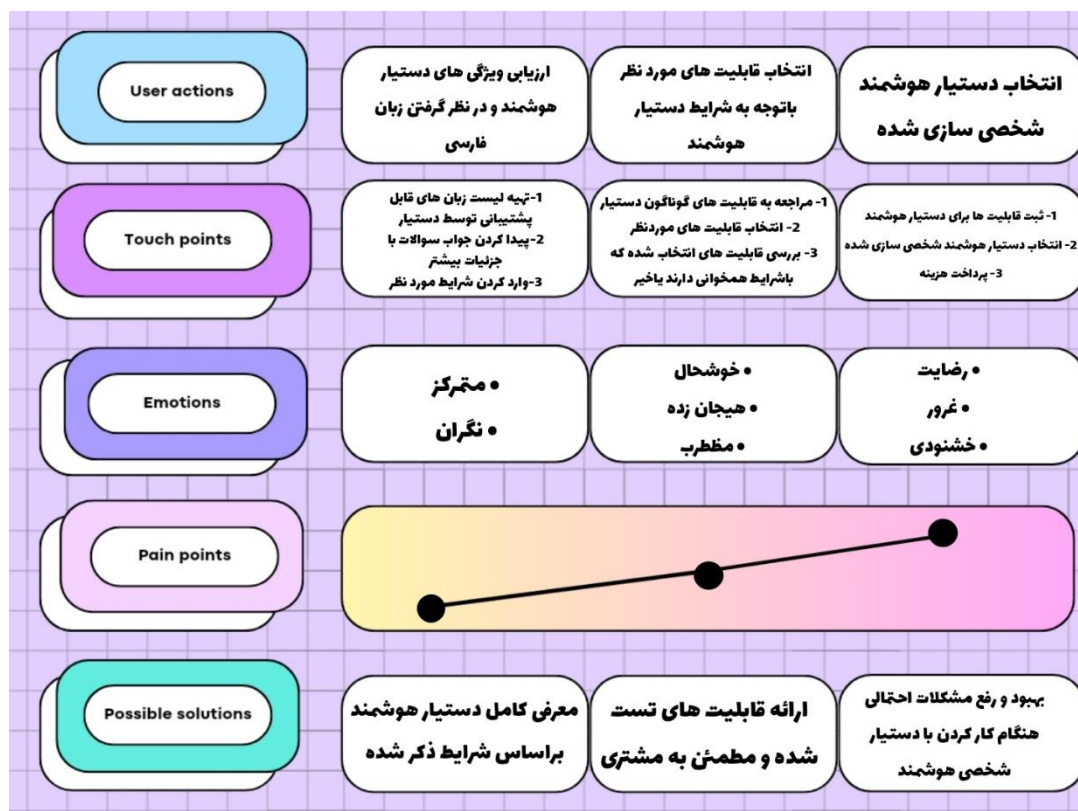 User actions
ارزیابی ویژگی های دستیار
هوشمند و در نظر گرفتن زبان
فارسی
انتخاب قابلیت های مورد نظر
باتوجه به شرایط دستیار
هوشمند
انتخاب دستیار هوشمند
شخصی سازی شده
Touch points
1-تهیه لیست زبان های قابل
پشتیبانی توسط دستیار
2-پیدا کردن جواب سوالات با
جزئیات بیشتر
3-وارد کردن شرایط مورد نظر
1- مراجعه به قابلیت های گوناگون دستیار
2- انتخاب قابلیت های موردنظر
3- بررسی قابلیت های انتخاب شده که
باشرایط همخوانی دارند یاخیر
1- ثبت قابلیت ها برای دستیار هوشمند
2- انتخاب دستیار هوشمند شخصی سازی شده
3- پرداخت هزینه
Emotions
• متمرکز
• نگران
• خوشحال
• هیجان زده
• مظطرب
• رضایت
• غرور
• خشنودی
Pain points
Possible solutions
معرفی کامل دستیار هوشمند
براساس شرایط ذکر شده
ارائه قابلیت های تست
شده و مطمئن به مشتری
بهبود و رفع مشکلات احتمالی
هنگام کار کردن با دستیار
شخصی هوشمند